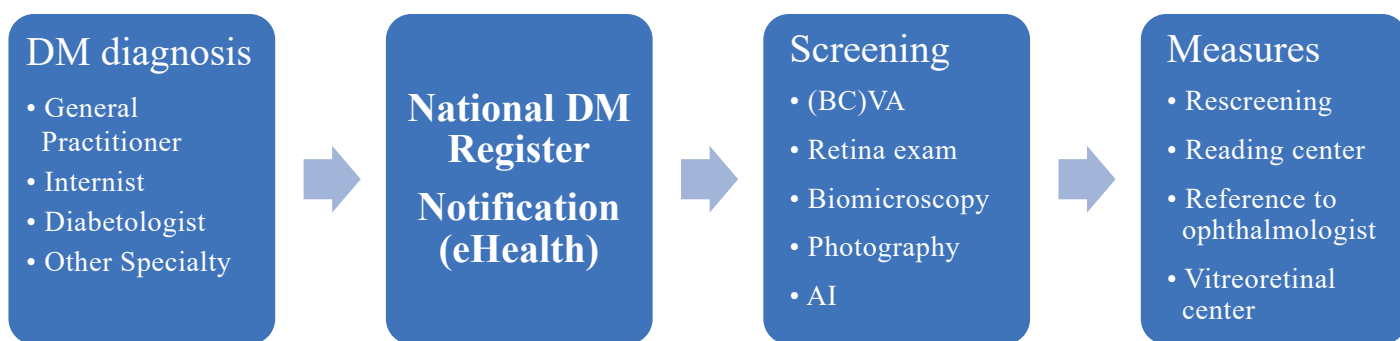 DM diagnosis
• General
Practitioner
• Internist
• Diabetologist
• Other Specialty
National DM
Register
Notification
(eHealth)
Screening
• (BC)VA
• Retina exam
• Biomicroscopy
• Photography
• AI
Measures
• Rescreening
• Reading center
• Reference to
ophthalmologist
• Vitreoretinal
center